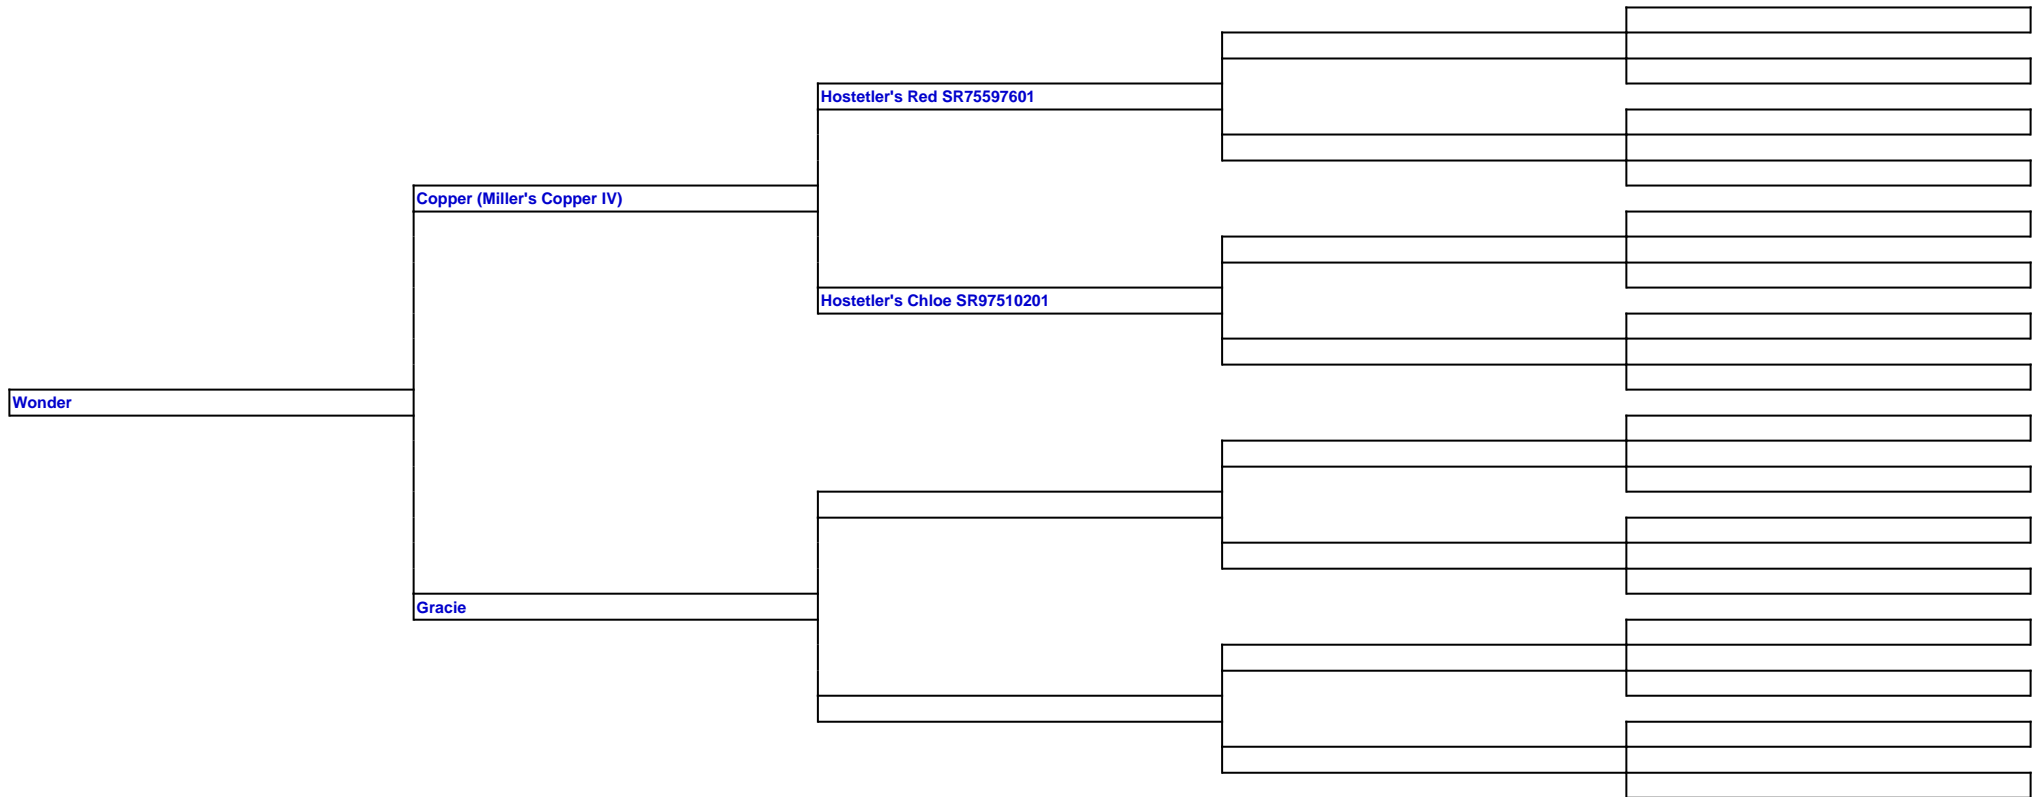 Hostetler's Red SR75597601
Copper (Miller's Copper IV)
Hostetler's Chloe SR97510201
Wonder
Gracie